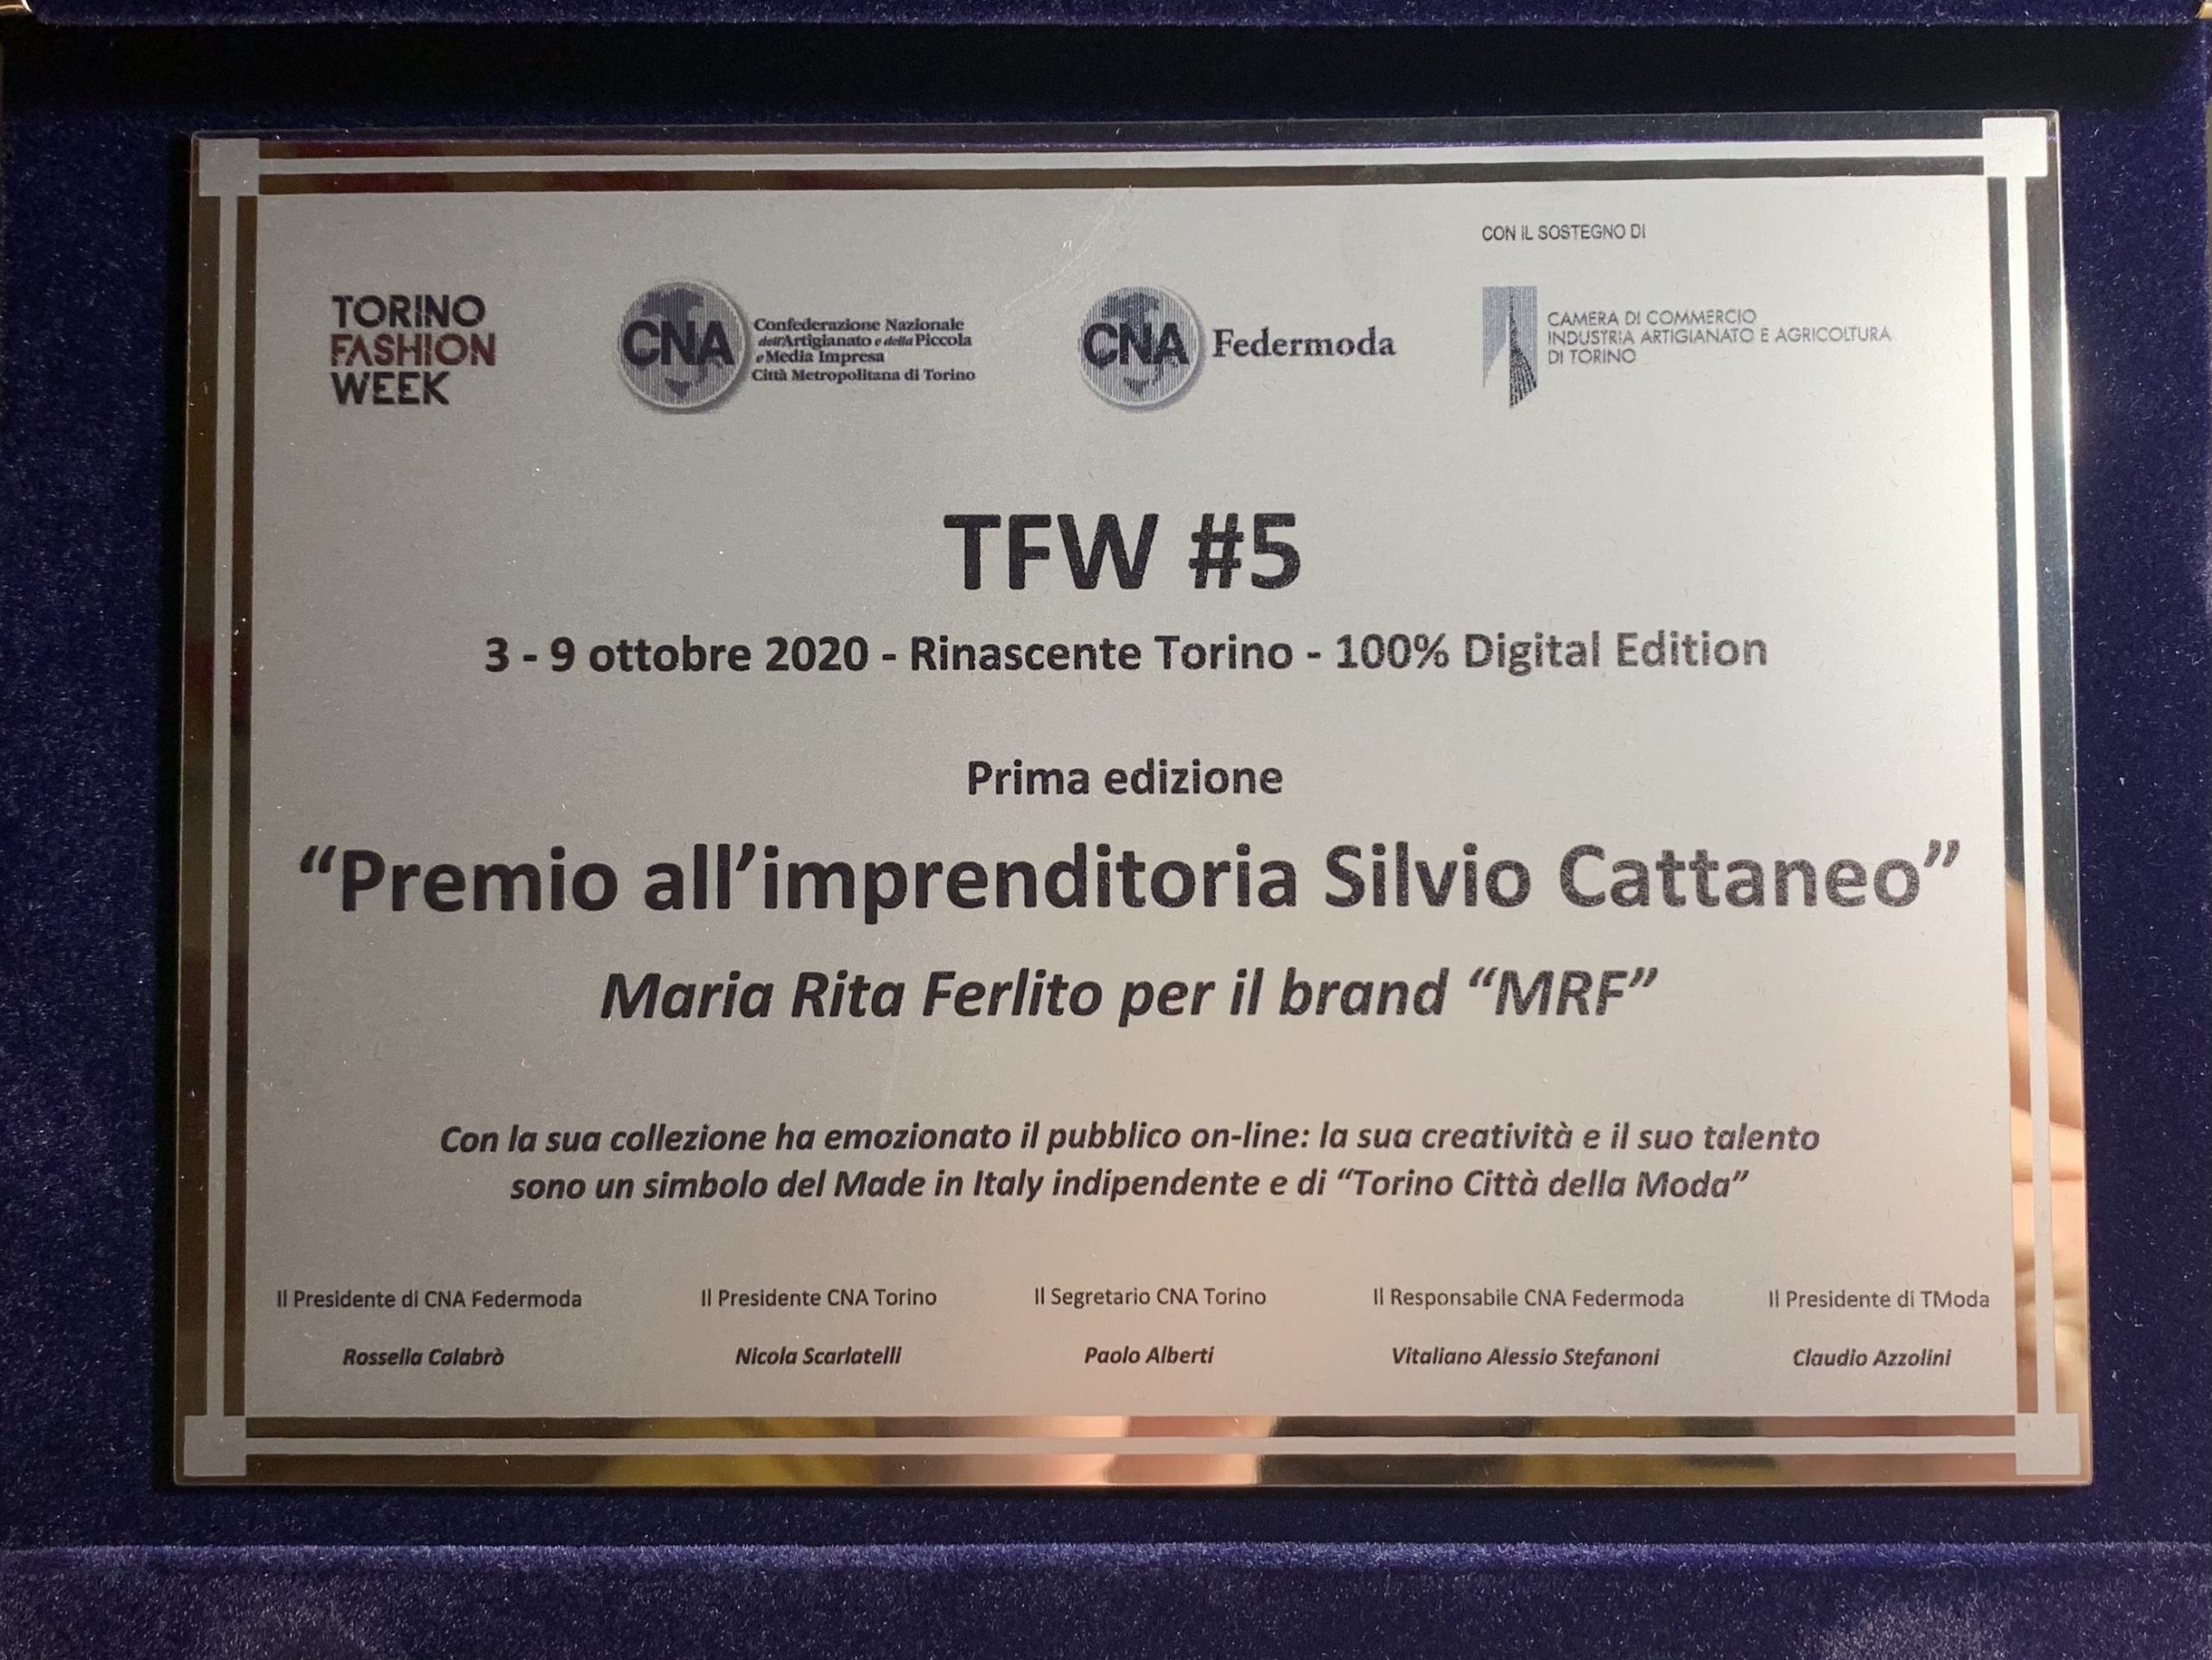 CON IL SOSTEGNO DI
TORINO
FASHION
WEEK
CNA
Confederazione Nazionale
dell'Artigianato e della Piccola
e Media Impresa
Città Metropolitana di Torino
CNA Federmoda
CAMERA DI COMMERCIO
INDUSTRIA ARTIGIANATO E AGRICOLTURA
DI TORINO
TFW #5
3 - 9 ottobre 2020 - Rinascente Torino - 100% Digital Edition
Prima edizione
“Premio all’imprenditoria Silvio Cattaneo”
Maria Rita Ferlito per il brand “MRF”
Con la sua collezione ha emozionato il pubblico on-line: la sua creatività e il suo talento
sono un simbolo del Made in Italy indipendente e di “Torino Città della Moda”
Il Presidente di CNA Federmoda Il Presidente CNA Torino Il Segretario CNA Torino Il Responsabile CNA Federmoda Il Presidente di TModa
Rossella Calabrò Nicola Scarlatelli Paolo Alberti Vitaliano Alessio Stefanoni Claudio Azzolini